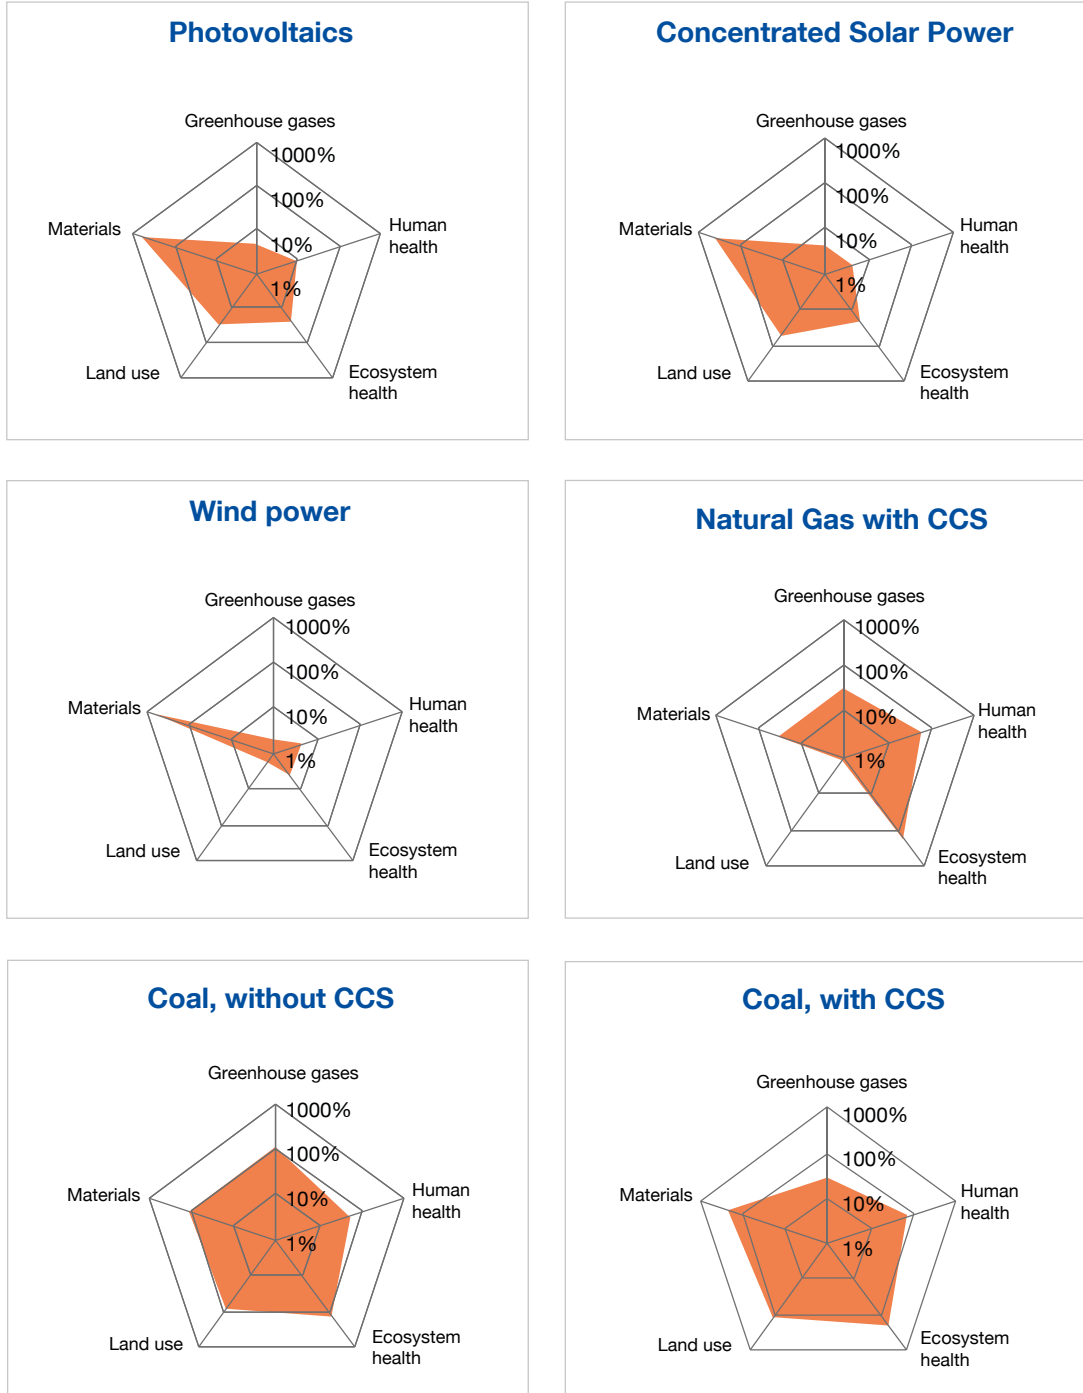 Photovoltaics
Greenhouse gases
1000%
100%
10%
1%
Human
health
Ecosystem
health
Land use
Materials
Concentrated Solar Power
Greenhouse gases
1000%
100%
10%
1%
Human
health
Ecosystem
health
Land use
Materials
Wind power
Greenhouse gases
1000%
100%
10%
1%
Human
health
Ecosystem
health
Land use
Materials
Natural Gas with CCS
Greenhouse gases
1000%
100%
10%
1%
Human
health
Ecosystem
health
Land use
Materials
Coal, without CCS
Greenhouse gases
1000%
100%
10%
1%
Human
health
Ecosystem
health
Land use
Materials
Coal, with CCS
Greenhouse gases
1000%
100%
10%
1%
Human
health
Ecosystem
health
Land use
Materials